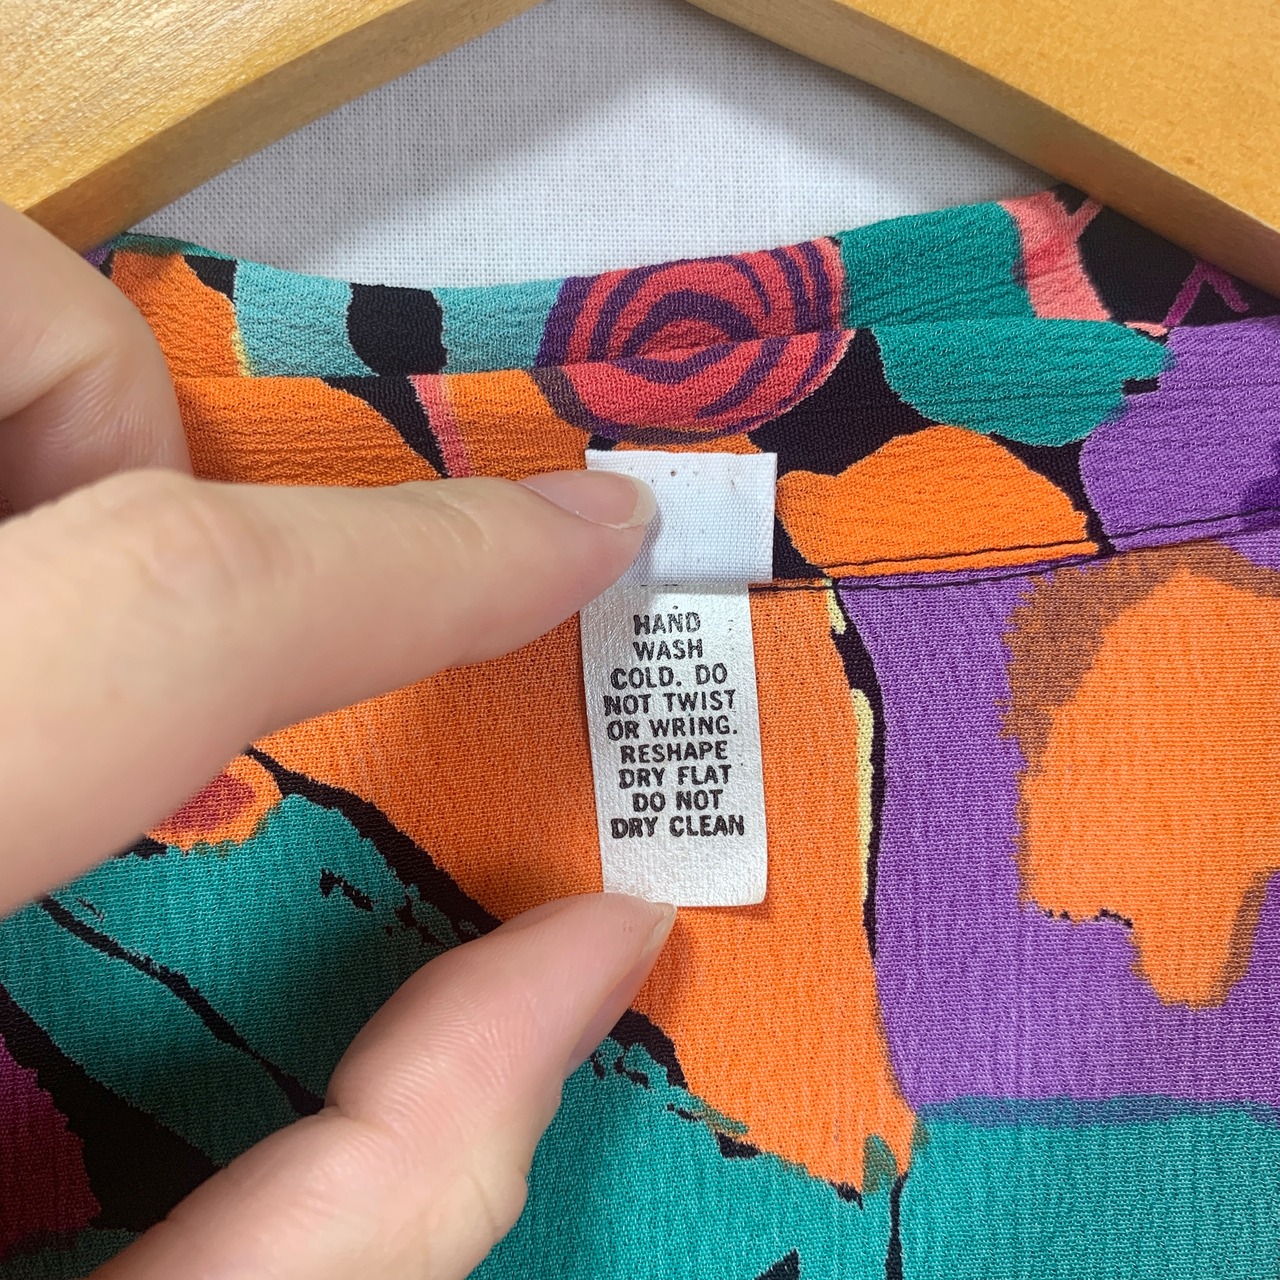 HAND
WASH
COLD. DO
NOT TWIST
OR WRING.
RESHAPE
DRY FLAT
DO NOT
DRY CLEAN